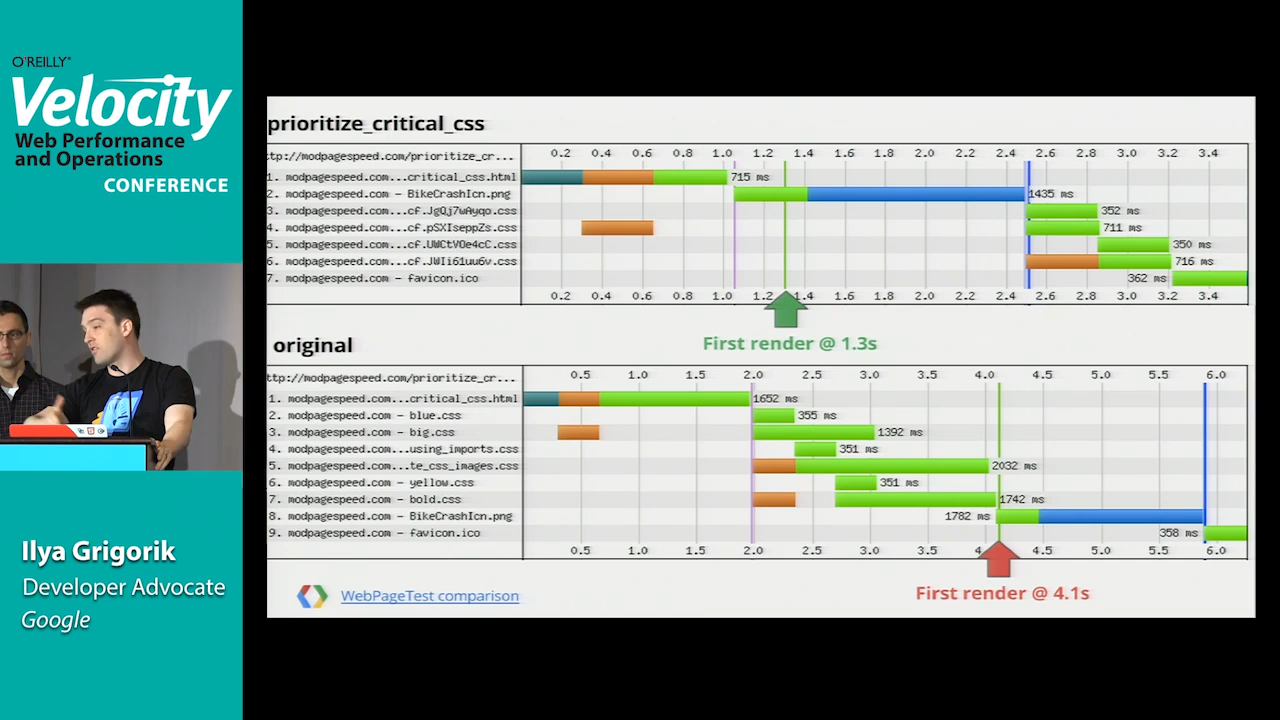 O'REILLY®
Velocity
Web Performance
and Operations
CONFERENCE
Ilya Grigorik
Developer Advocate
Google
prioritize_critical_css
ttp://modpagespeed.com/prioritize_cr...
0.2 0.4 0.6 0.8 1.0 1.2 1.4 1.6 1.8 2.0 2.2 2.4 2.6 2.8 3.0 3.2 3.4
1. modpagespeed.com...critical_css.html 715 ms
2. modpagespeed.com - BikeCrashIcn.png 1435 ms
3. modpagespeed.com...cf.JgQj7wAyqo.css 352 ms
4. modpagespeed.com...cf.pSXIseppZs.css 711 ms
5. modpagespeed.com...cf.UWCtV0e4cC.css 350 ms
6. modpagespeed.com...cf.JWIi61uu6v.css 716 ms
7. modpagespeed.com - favicon.ico 362 ms
0.2 0.4 0.6 0.8 1.0 1.2 1.4 1.6 1.8 2.0 2.2 2.4 2.6 2.8 3.0 3.2 3.4
First render @ 1.3s
original
ttp://modpagespeed.com/prioritize_cr...
0.5 1.0 1.5 2.0 2.5 3.0 3.5 4.0 4.5 5.0 5.5 6.0
1. modpagespeed.com...critical_css.html 1652 ms
2. modpagespeed.com - blue.css 355 ms
3. modpagespeed.com - big.css 1392 ms
4. modpagespeed.com...using_imports.css 351 ms
5. modpagespeed.com...te_css_images.css 2032 ms
6. modpagespeed.com - yellow.css 351 ms
7. modpagespeed.com - bold.css 1742 ms
8. modpagespeed.com - BikeCrashIcn.png 1782 ms
9. modpagespeed.com - favicon.ico 358 ms
0.5 1.0 1.5 2.0 2.5 3.0 3.5 4 4.5 5.0 5.5 6.0
First render @ 4.1s
WebPageTest comparison